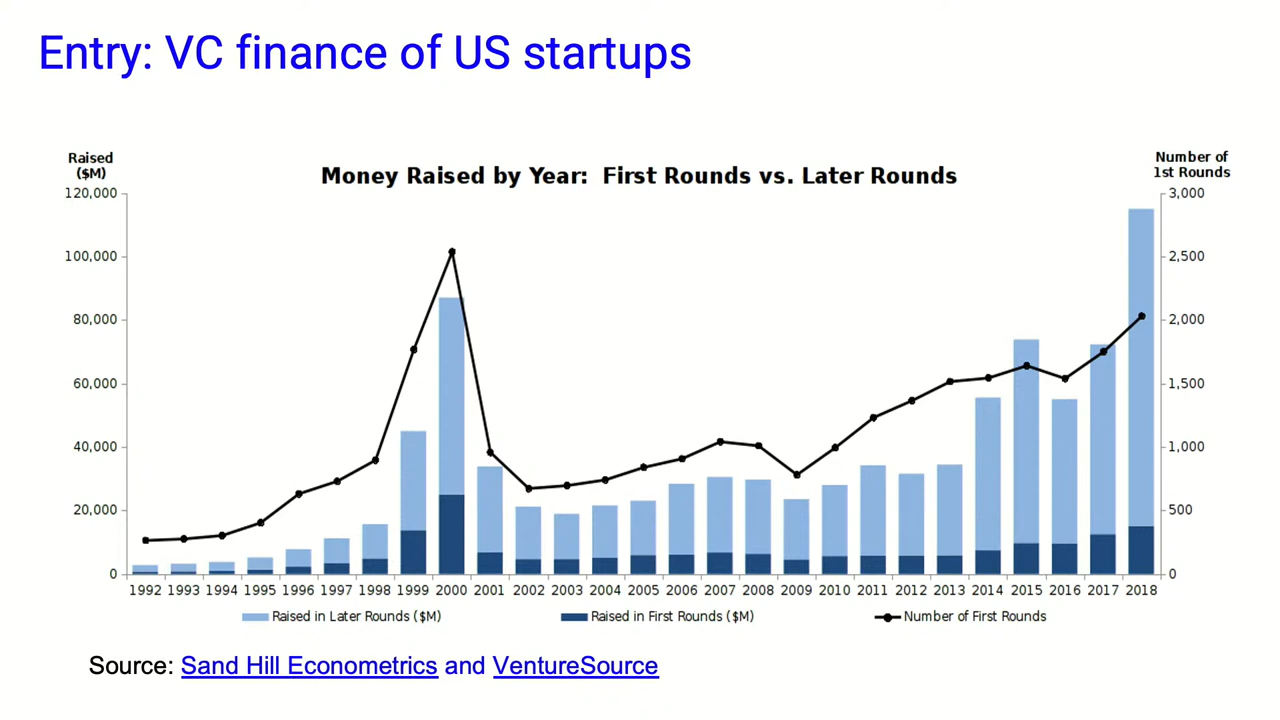 Entry: VC finance of US startups
Raised
($M)
Money Raised by Year:  First Rounds vs. Later Rounds
Number of
1st Rounds
120,000
100,000
80,000
60,000
40,000
20,000
0
3,000
2,500
2,000
1,500
1,000
500
0
1992 1993 1994 1995 1996 1997 1998 1999 2000 2001 2002 2003 2004 2005 2006 2007 2008 2009 2010 2011 2012 2013 2014 2015 2016 2017 2018
Raised in Later Rounds ($M) Raised in First Rounds ($M) Number of First Rounds
Source: Sand Hill Econometrics and VentureSource